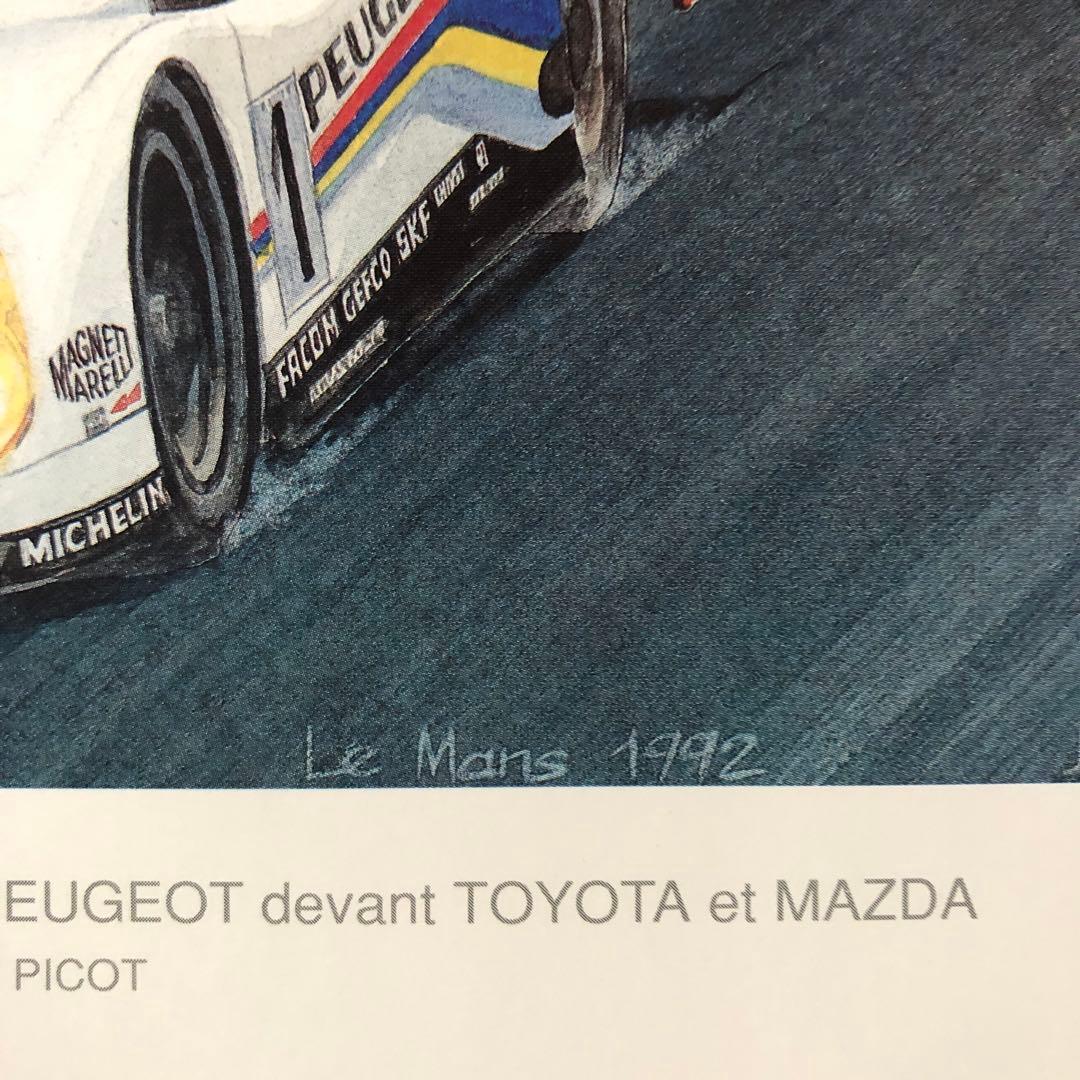 PEUG
1
FACOM GEFCO SKF
MAGNETI
MARELLI
MICHELIN
Le Mans 1992
EUGEOT devant TOYOTA et MAZDA
PICOT